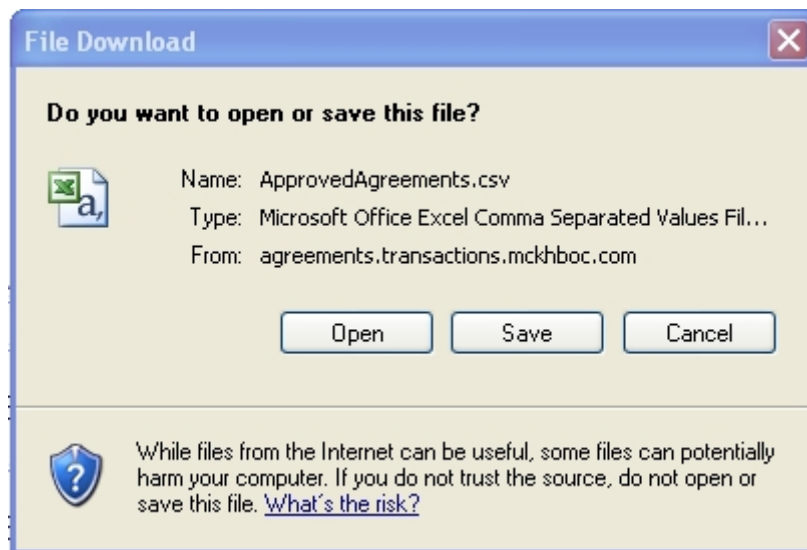 File Download
Do you want to open or save this file?
Name: ApprovedAgreements.csv
Type: Microsoft Office Excel Comma Separated Values Fil...
From: agreements.transactions.mckhboc.com
Open Save Cancel
While files from the Internet can be useful, some files can potentially
harm your computer. If you do not trust the source, do not open or
save this file. What's the risk?